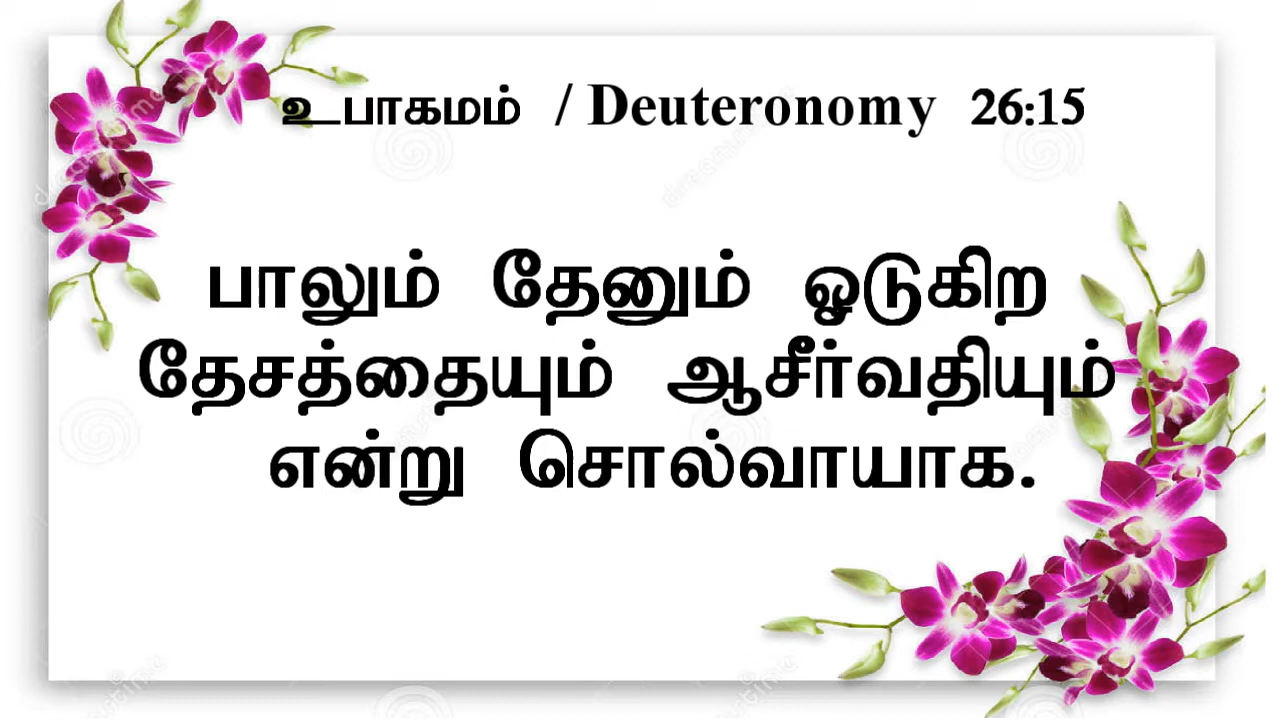 உபாகமம் / Deuteronomy 26:15
பாலும் தேனும் ஓடுகிற
தேசத்தையும் ஆசீர்வதியும்
என்று சொல்வாயாக.